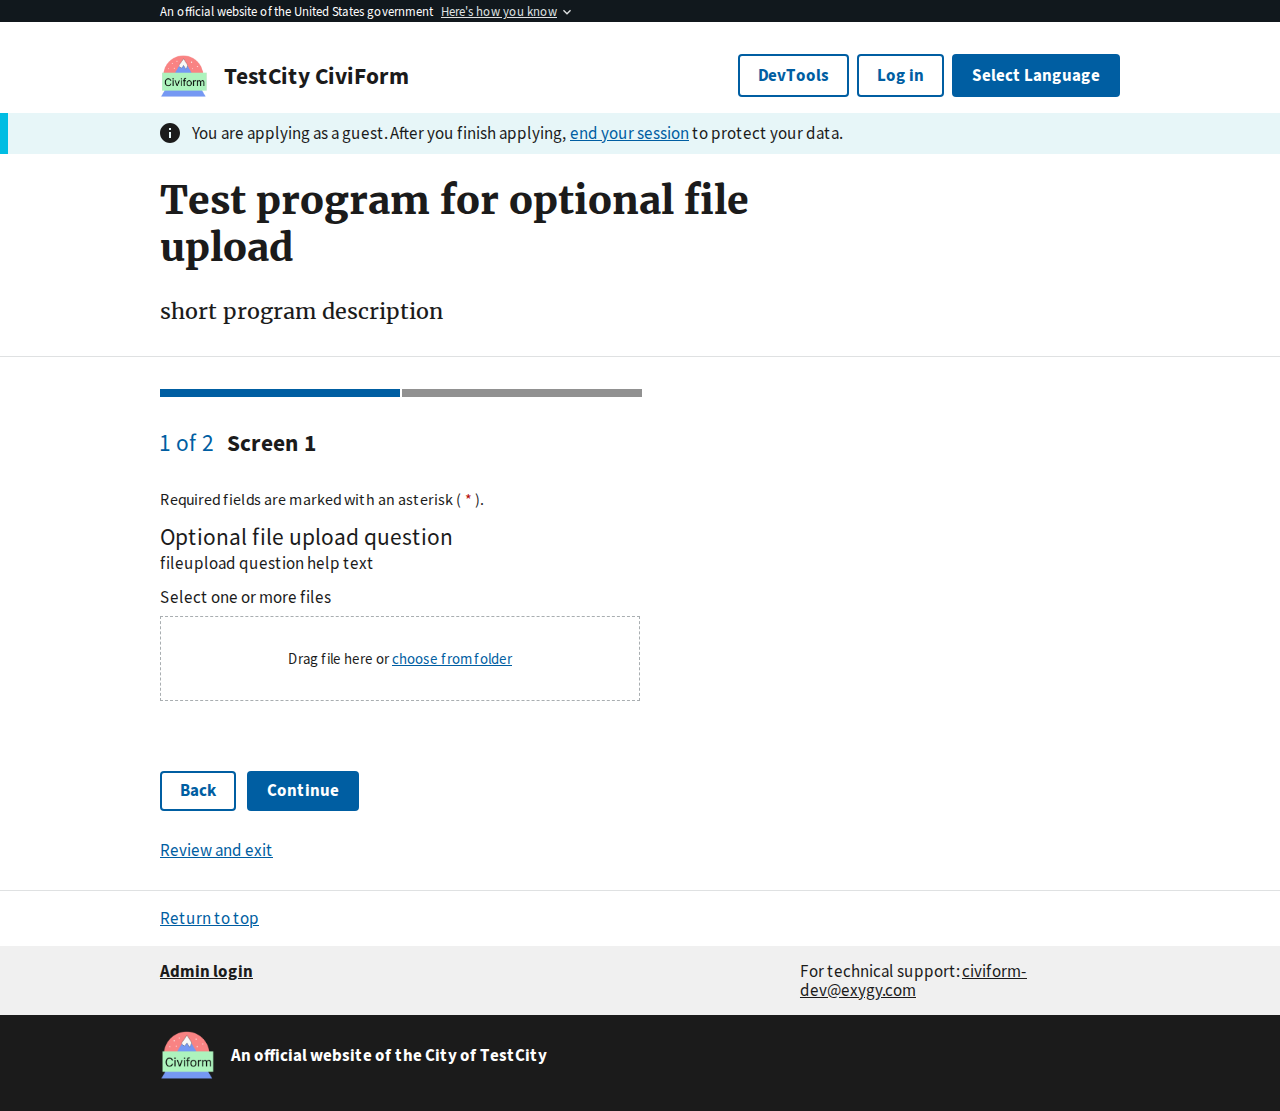 An official website of the United States government Here's how you know
Civiform TestCity CiviForm DevTools Log in Select Language
You are applying as a guest. After you finish applying, end your session to protect your data.
Test program for optional file
upload
short program description
1 of 2 Screen 1
Required fields are marked with an asterisk ( * ).
Optional file upload question
fileupload question help text
Select one or more files
Drag file here or choose from folder
Back Continue
Review and exit
Return to top
Admin login For technical support: civiform-
dev@exygy.com
Civiform An official website of the City of TestCity